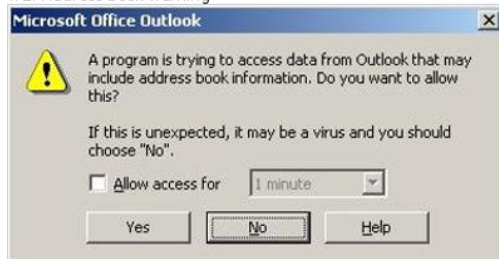 Microsoft Office Outlook
A program is trying to access data from Outlook that may
include address book information. Do you want to allow
this?
If this is unexpected, it may be a virus and you should
choose "No".
Allow access for 1 minute
Yes No Help